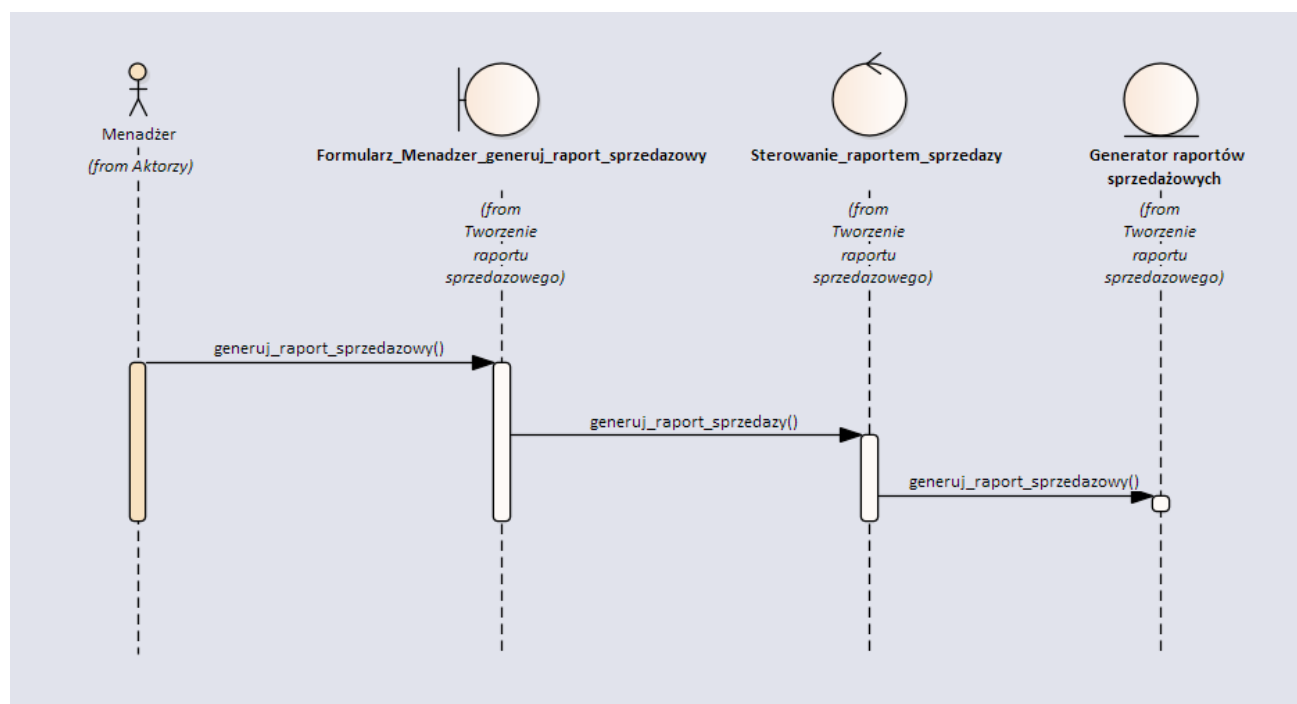 Menadżer
(from Aktorzy)
Formularz_Menadzer_generuj_raport_sprzedazowy
(from
Tworzenie
raportu
sprzedazowego)
Sterowanie_raportem_sprzedazy
(from
Tworzenie
raportu
sprzedazowego)
Generator raportów
sprzedażowych
(from
Tworzenie
raportu
sprzedazowego)
generuj_raport_sprzedazowy()
generuj_raport_sprzedazy()
generuj_raport_sprzedazowy()